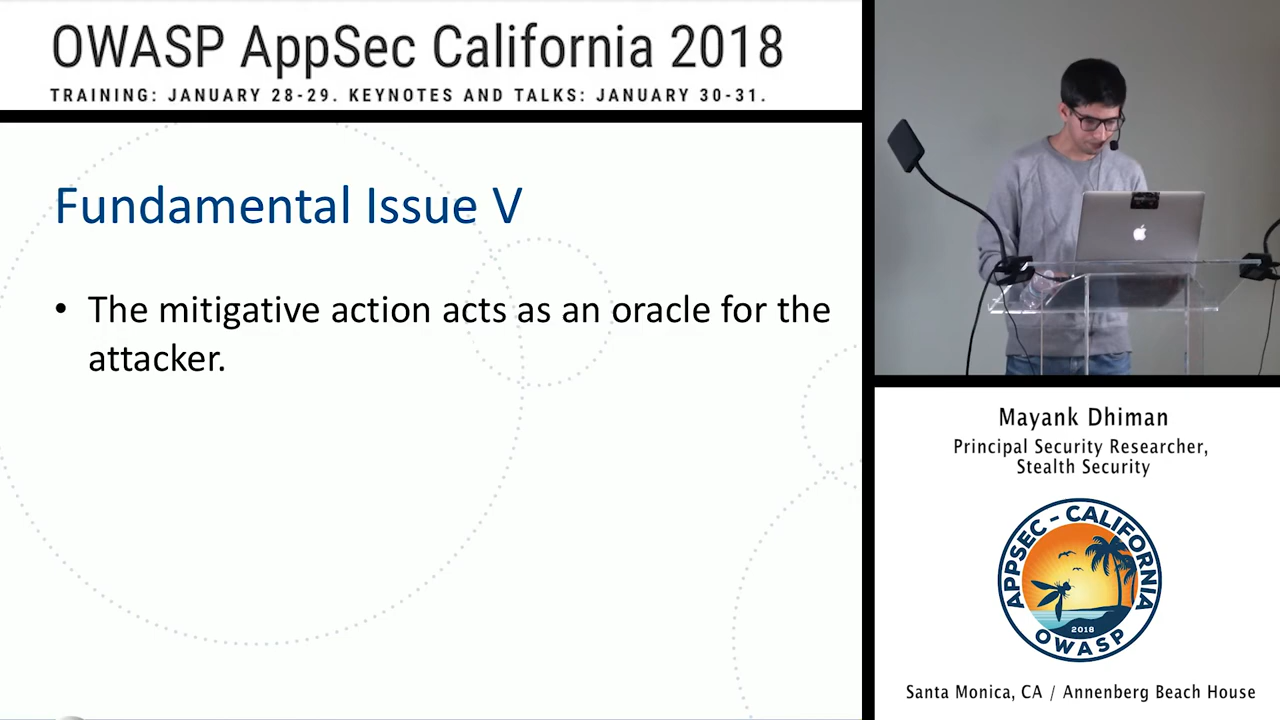 OWASP AppSec California 2018
TRAINING: JANUARY 28-29. KEYNOTES AND TALKS: JANUARY 30-31.
Fundamental Issue V
• The mitigative action acts as an oracle for the
attacker.
Mayank Dhiman
Principal Security Researcher,
Stealth Security
APPSEC - CALIFORNIA
2018
OWASP
Santa Monica, CA / Annenberg Beach House